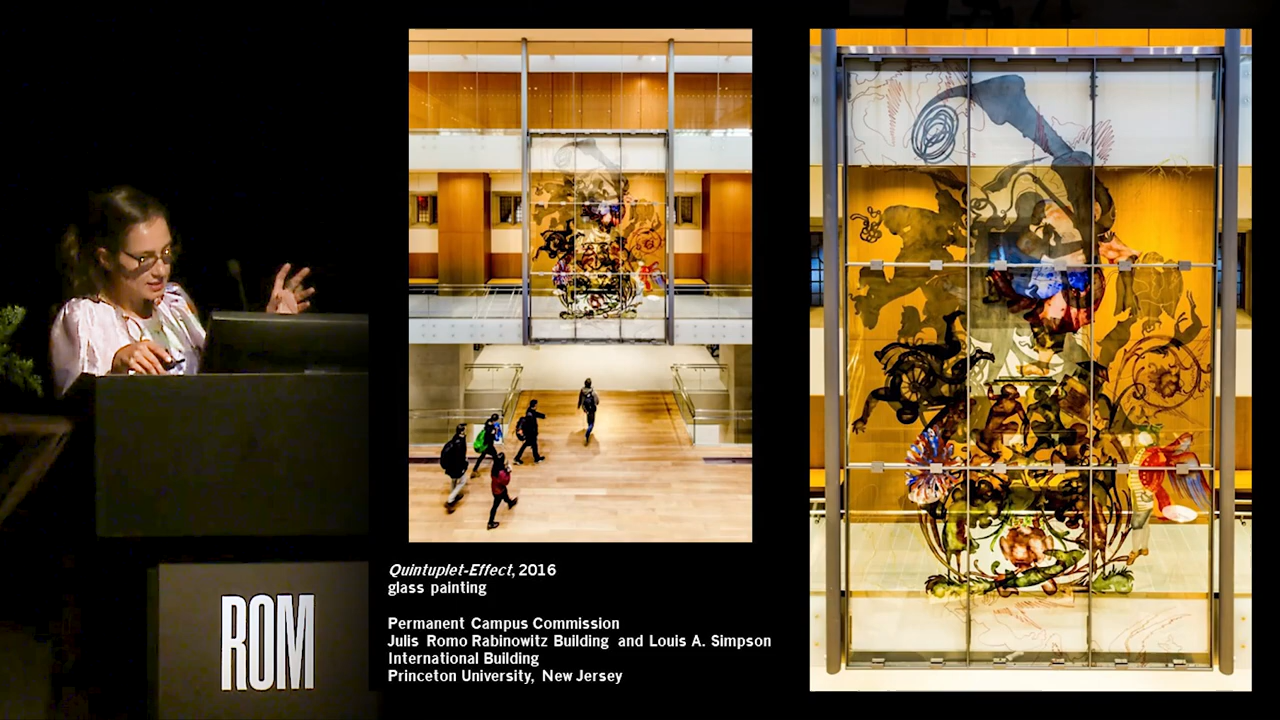 Quintuplet-Effect, 2016
glass painting
Permanent Campus Commission
Julis Romo Rabinowitz Building and Louis A. Simpson
International Building
Princeton University, New Jersey
ROM